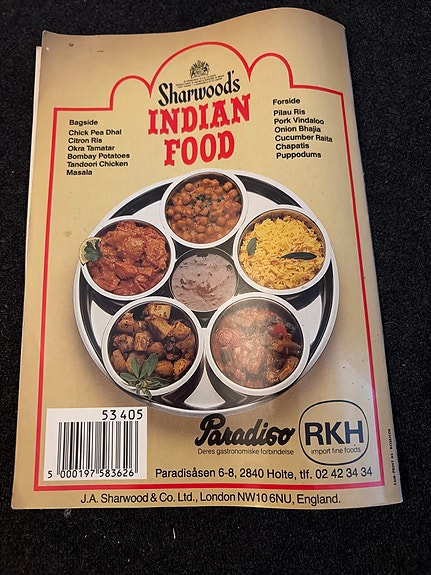 Sharwood's
INDIAN
FOOD
Bagside
Chick Pea Dhal
Citron Ris
Okra Tamatar
Bombay Potatoes
Tandoori Chicken
Masala
Forside
Pilau Ris
Pork Vindaloo
Onion Bhajia
Cucumber Raita
Chapatis
Puppodums
53 405
5 000197 583626
Paradiso
Deres gastronomiske forbindelse
RKH
import fine foods
Paradisåsen 6-8, 2840 Holte, tlf. 02 42 34 34
J.A. Sharwood & Co. Ltd., London NW10 6NU, England.